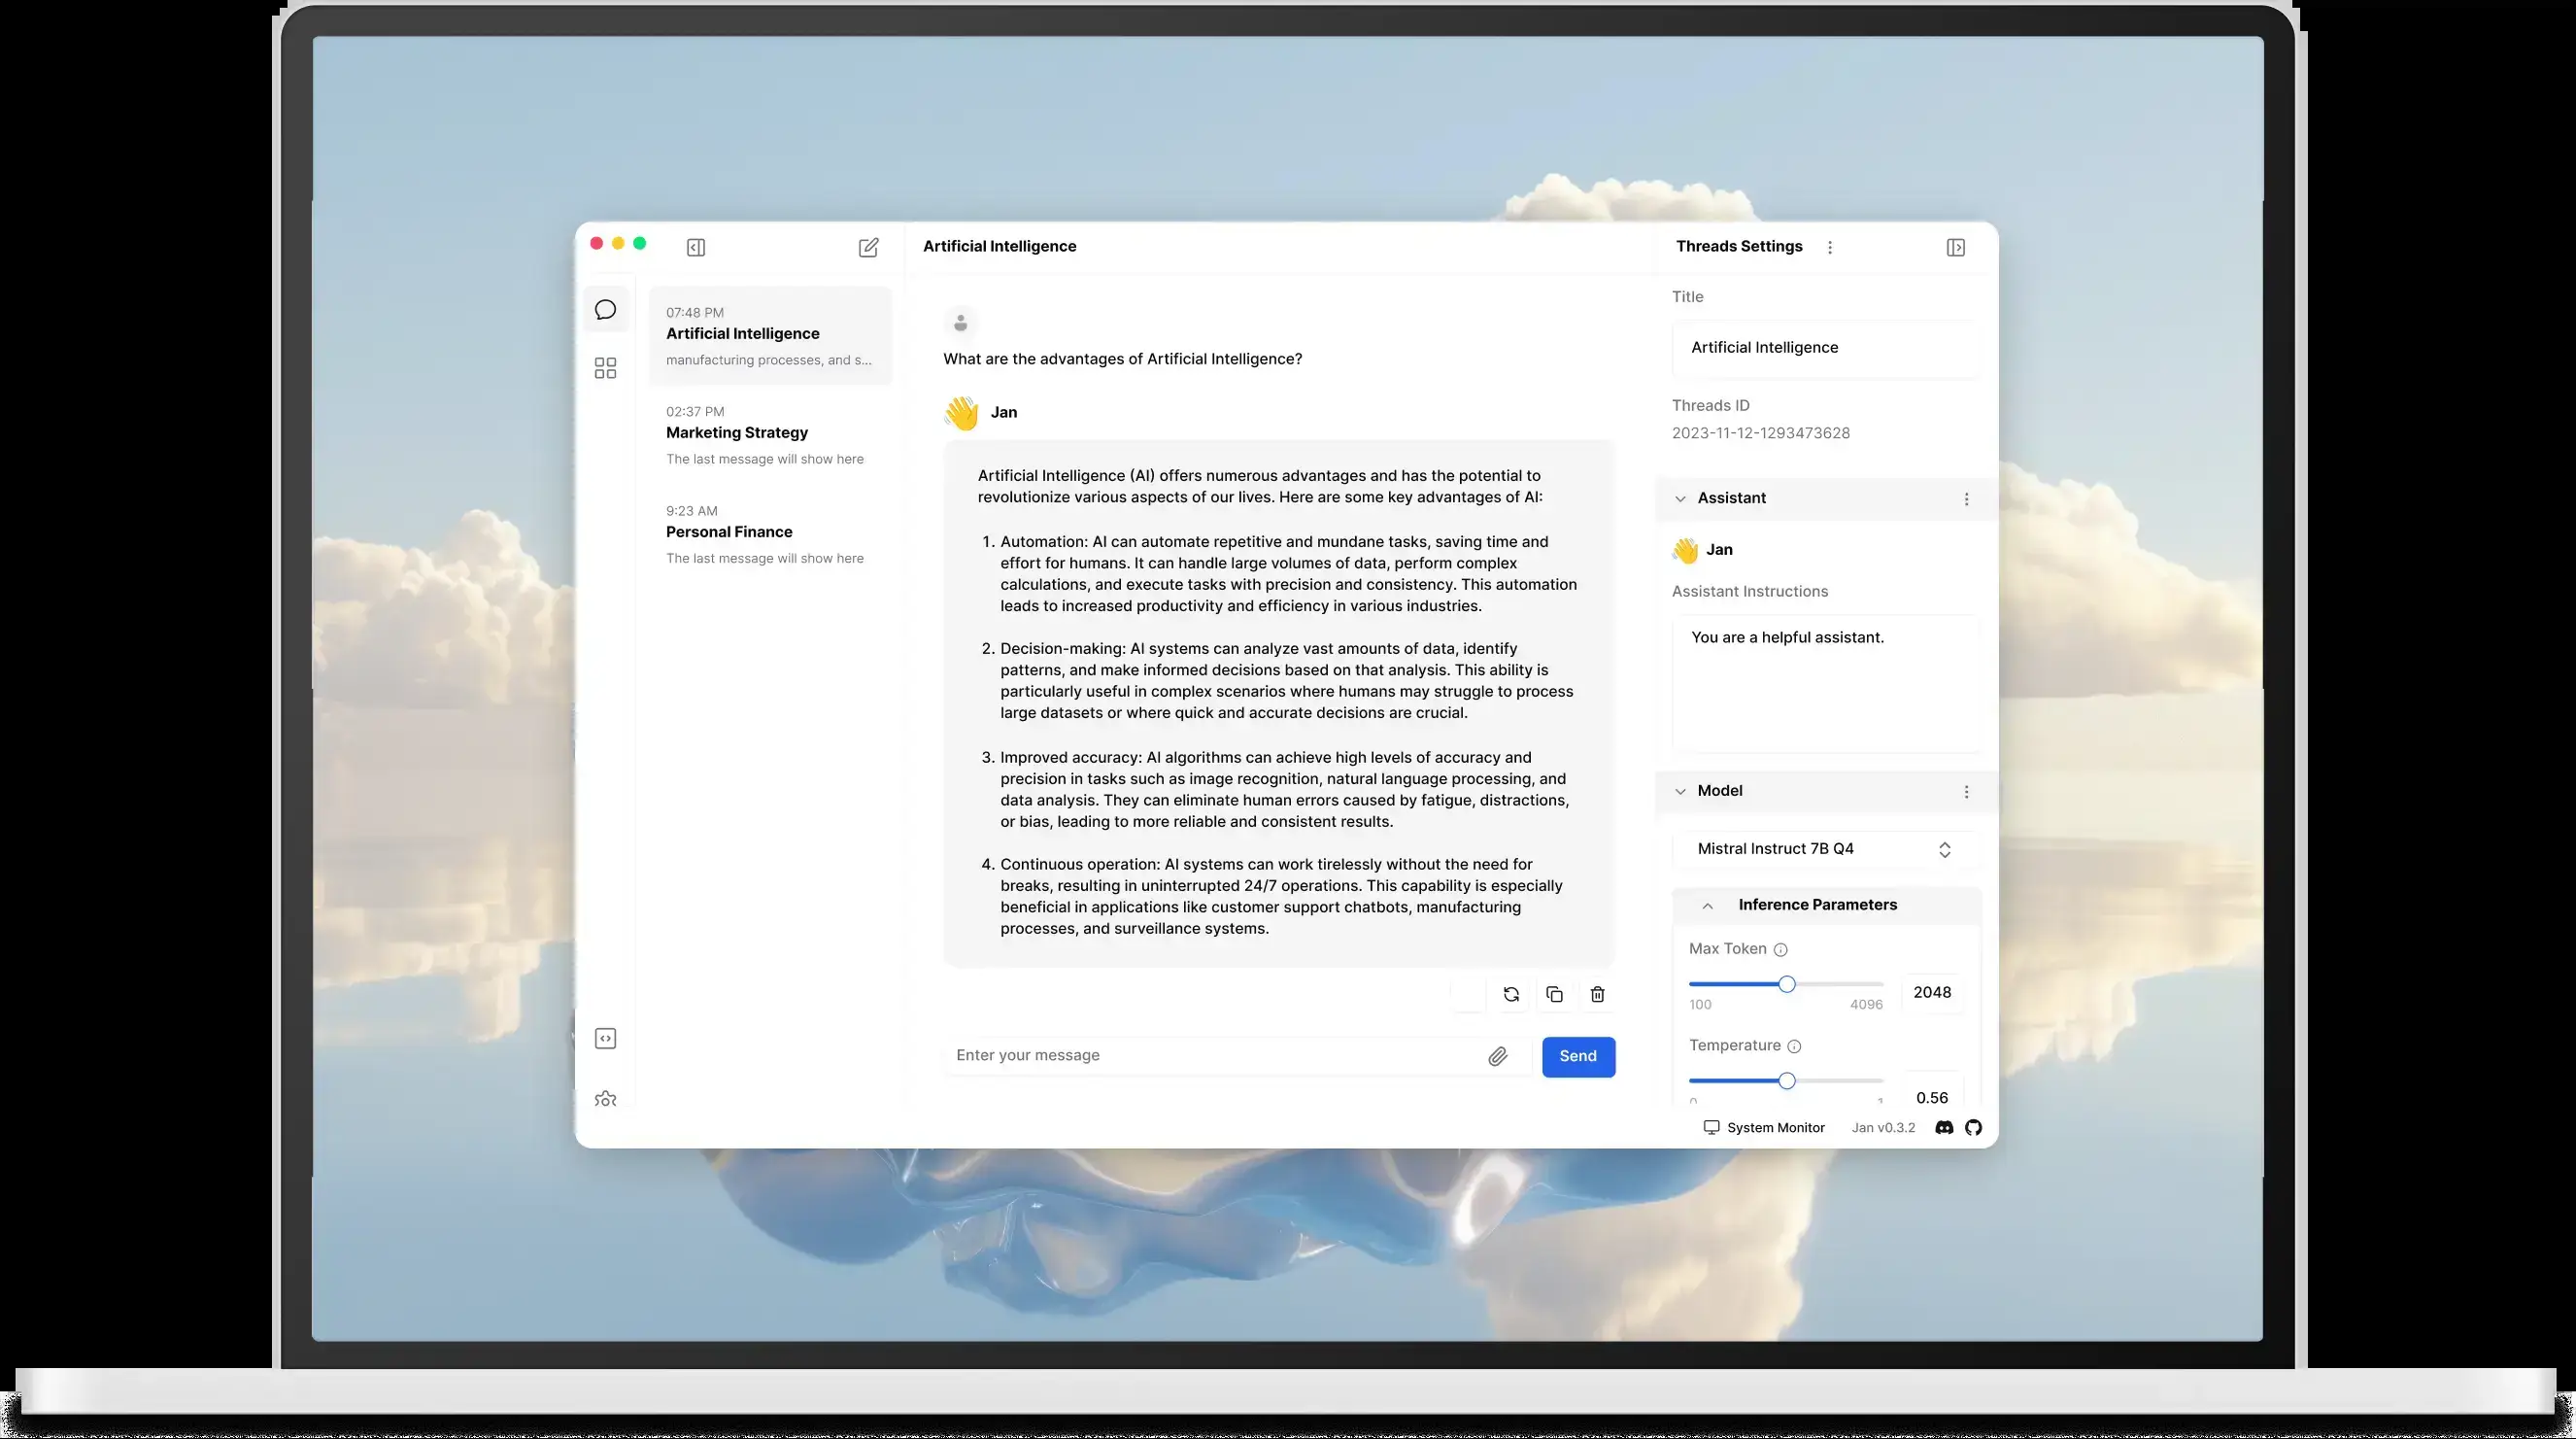 Artificial Intelligence
Threads Settings
07:48 PM
Artificial Intelligence
manufacturing processes, and s...
02:37 PM
Marketing Strategy
The last message will show here
9:23 AM
Personal Finance
The last message will show here
What are the advantages of Artificial Intelligence?
Jan
Artificial Intelligence (AI) offers numerous advantages and has the potential to
revolutionize various aspects of our lives. Here are some key advantages of AI:
1. Automation: AI can automate repetitive and mundane tasks, saving time and
effort for humans. It can handle large volumes of data, perform complex
calculations, and execute tasks with precision and consistency. This automation
leads to increased productivity and efficiency in various industries.
2. Decision-making: AI systems can analyze vast amounts of data, identify
patterns, and make informed decisions based on that analysis. This ability is
particularly useful in complex scenarios where humans may struggle to process
large datasets or where quick and accurate decisions are crucial.
3. Improved accuracy: AI algorithms can achieve high levels of accuracy and
precision in tasks such as image recognition, natural language processing, and
data analysis. They can eliminate human errors caused by fatigue, distractions,
or bias, leading to more reliable and consistent results.
4. Continuous operation: AI systems can work tirelessly without the need for
breaks, resulting in uninterrupted 24/7 operations. This capability is especially
beneficial in applications like customer support chatbots, manufacturing
processes, and surveillance systems.
Enter your message
Send
Title
Artificial Intelligence
Threads ID
2023-11-12-1293473628
Assistant
Jan
Assistant Instructions
You are a helpful assistant.
Model
Mistral Instruct 7B Q4
Inference Parameters
Max Token
100 4096 2048
Temperature
0 1 0.56
System Monitor Jan v0.3.2